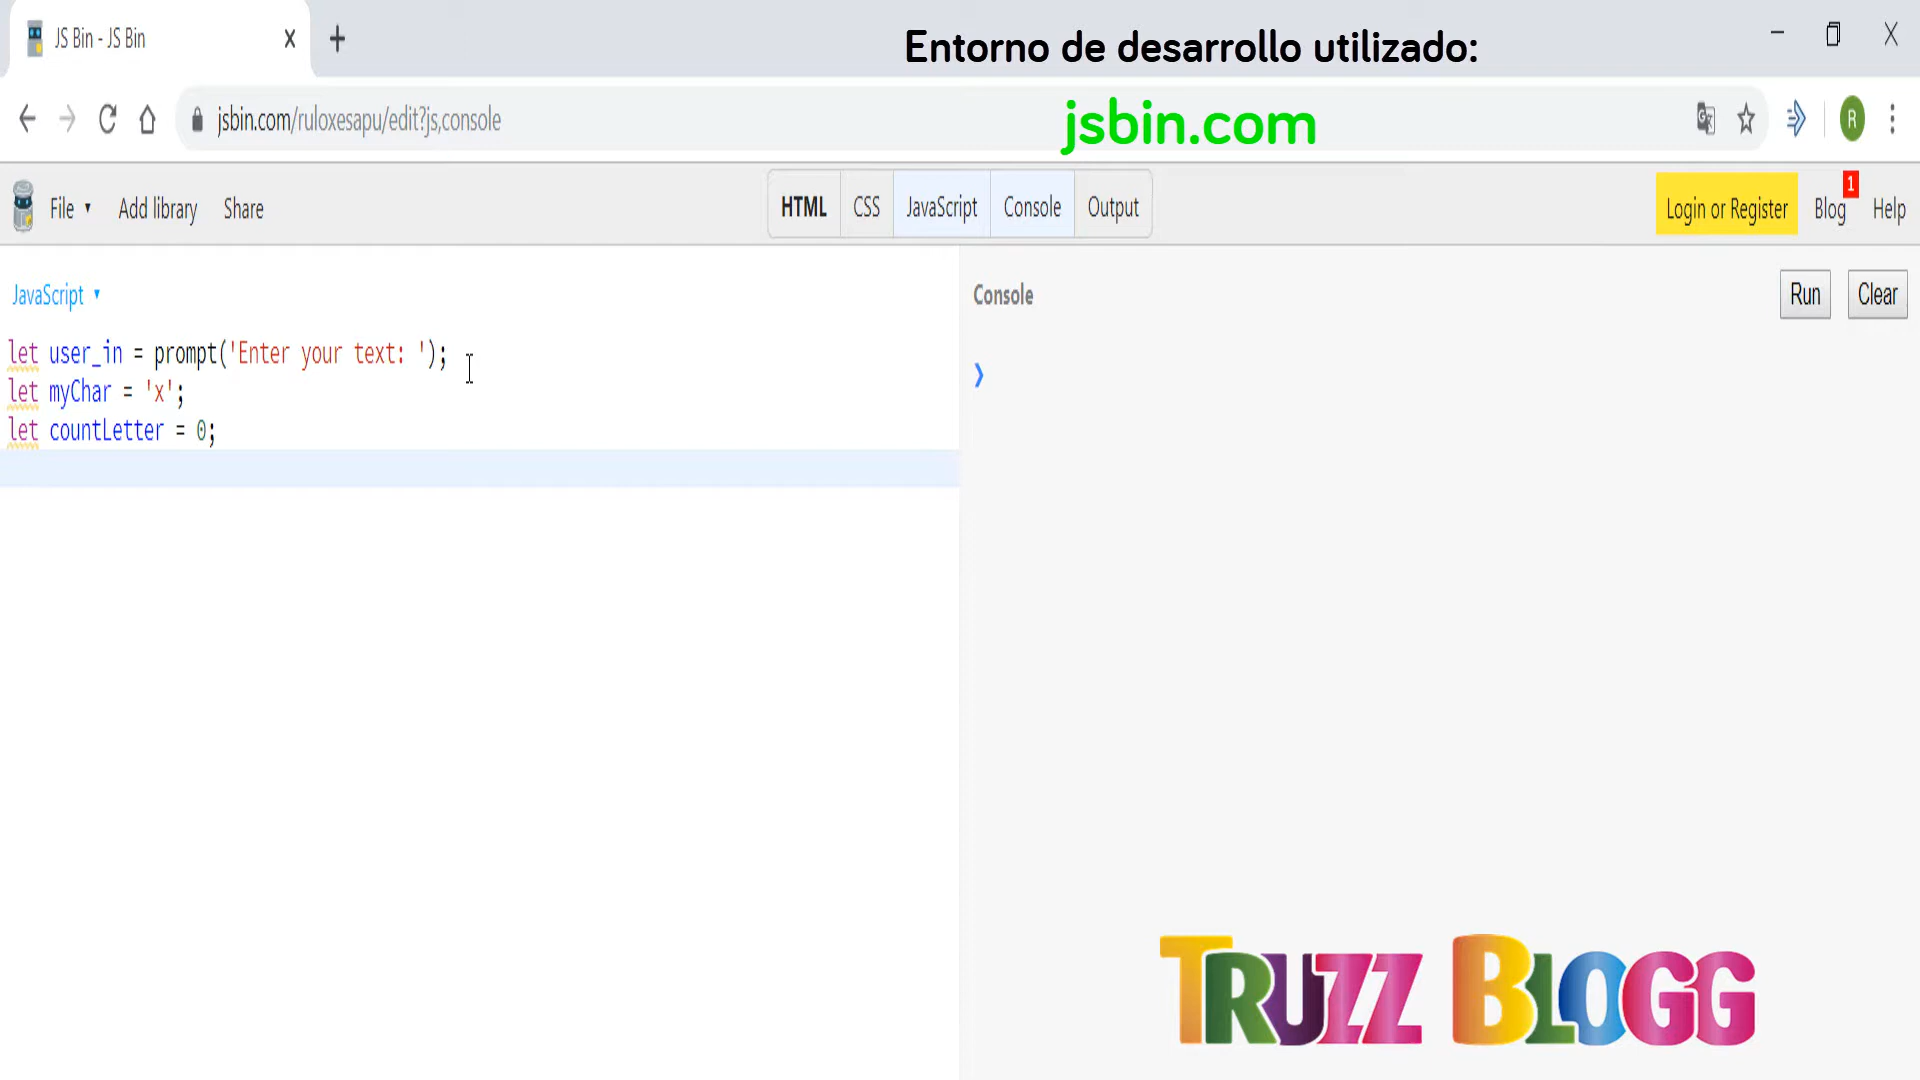 JS Bin - JS Bin
Entorno de desarrollo utilizado:
jsbin.com/ruloxesapu/edit?js,console
jsbin.com
R
File
Add library
Share
HTML
CSS
JavaScript
Console
Output
Login or Register
Blog
1
Help
JavaScript
Console
Run
Clear
let user_in = prompt('Enter your text: ');
let myChar = 'x';
let countLetter = 0;
TRUZZ BLOGG